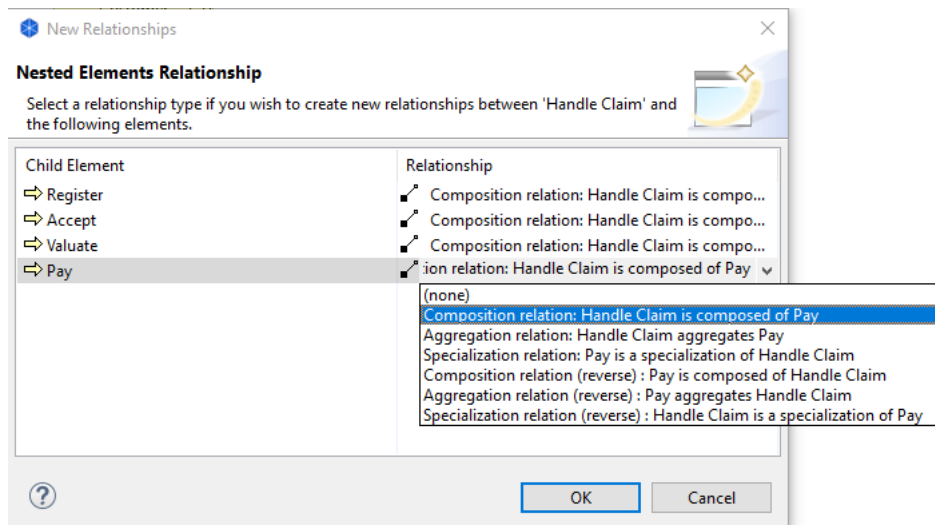 New Relationships
Nested Elements Relationship
Select a relationship type if you wish to create new relationships between 'Handle Claim' and
the following elements.
Child Element Relationship
Register Composition relation: Handle Claim is compo...
Accept Composition relation: Handle Claim is compo...
Valuate Composition relation: Handle Claim is compo...
Pay ion relation: Handle Claim is composed of Pay
(none)
Composition relation: Handle Claim is composed of Pay
Aggregation relation: Handle Claim aggregates Pay
Specialization relation: Pay is a specialization of Handle Claim
Composition relation (reverse) : Pay is composed of Handle Claim
Aggregation relation (reverse) : Pay aggregates Handle Claim
Specialization relation (reverse) : Handle Claim is a specialization of Pay
?
OK Cancel